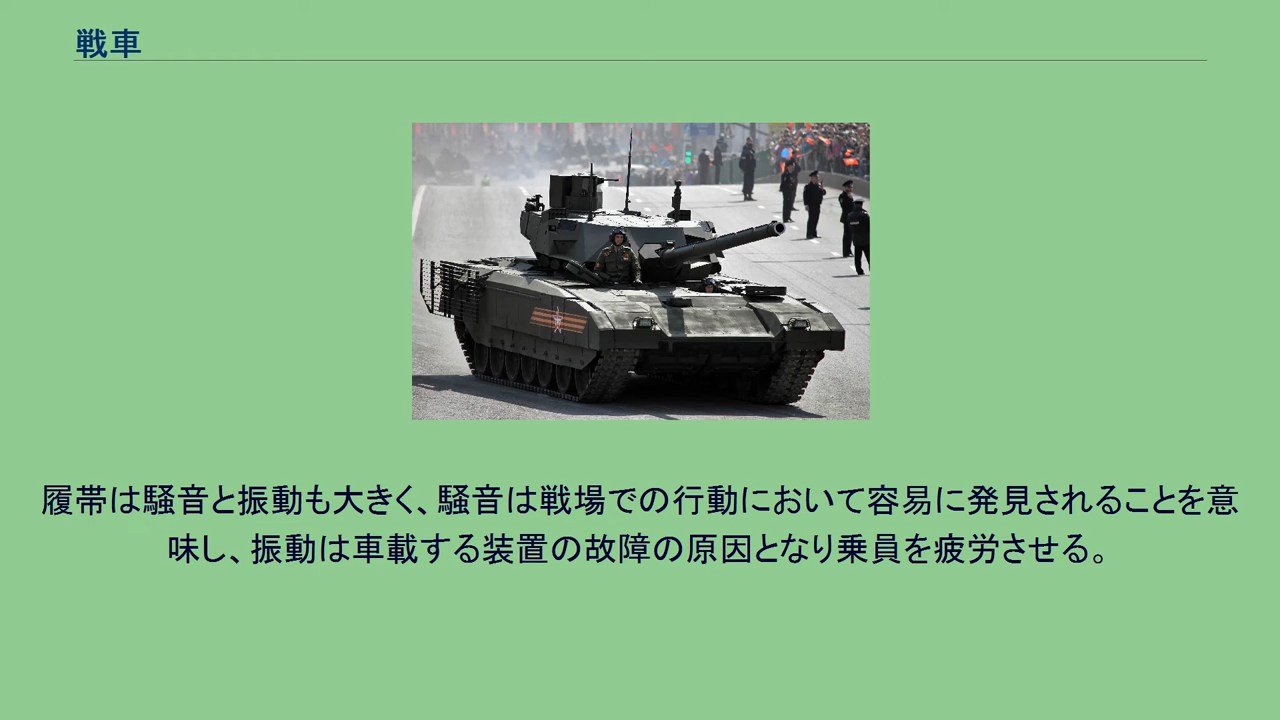 戦車
履帯は騒音と振動も大きく、騒音は戦場での行動において容易に発見されることを意
味し、振動は車載する装置の故障の原因となり乗員を疲労させる。